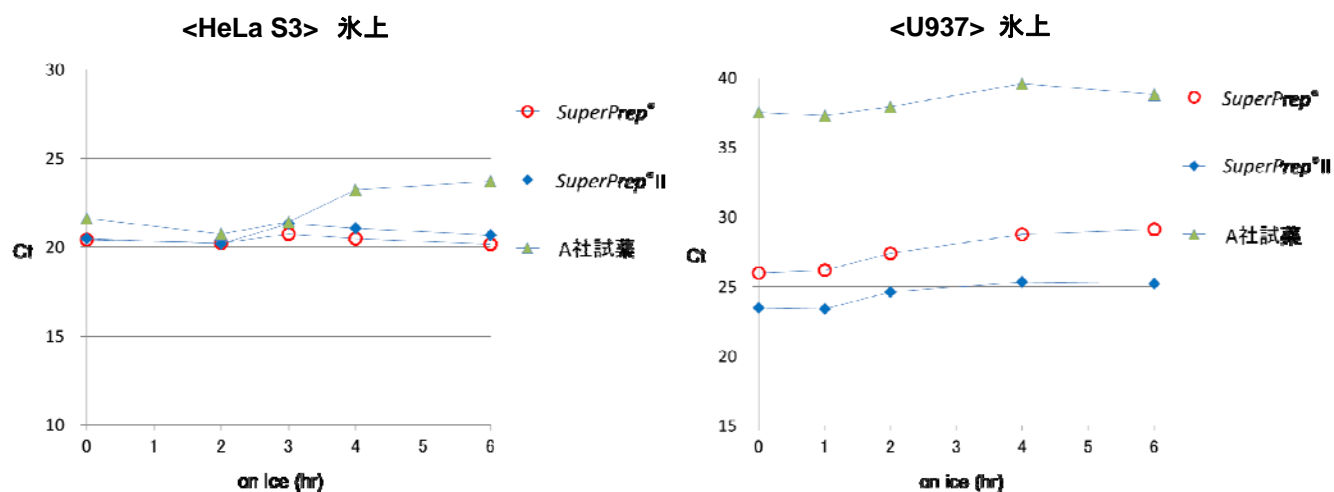 <HeLa S3> 氷上
30
25
20
15
10
Ct
0 1 2 3 4 5 6
on ice (hr)
SuperPrep®
SuperPrep®II
A社試薬
<U937> 氷上
40
35
30
25
20
15
Ct
0 1 2 3 4 5 6
on ice (hr)
SuperPrep®
SuperPrep®II
A社試薬